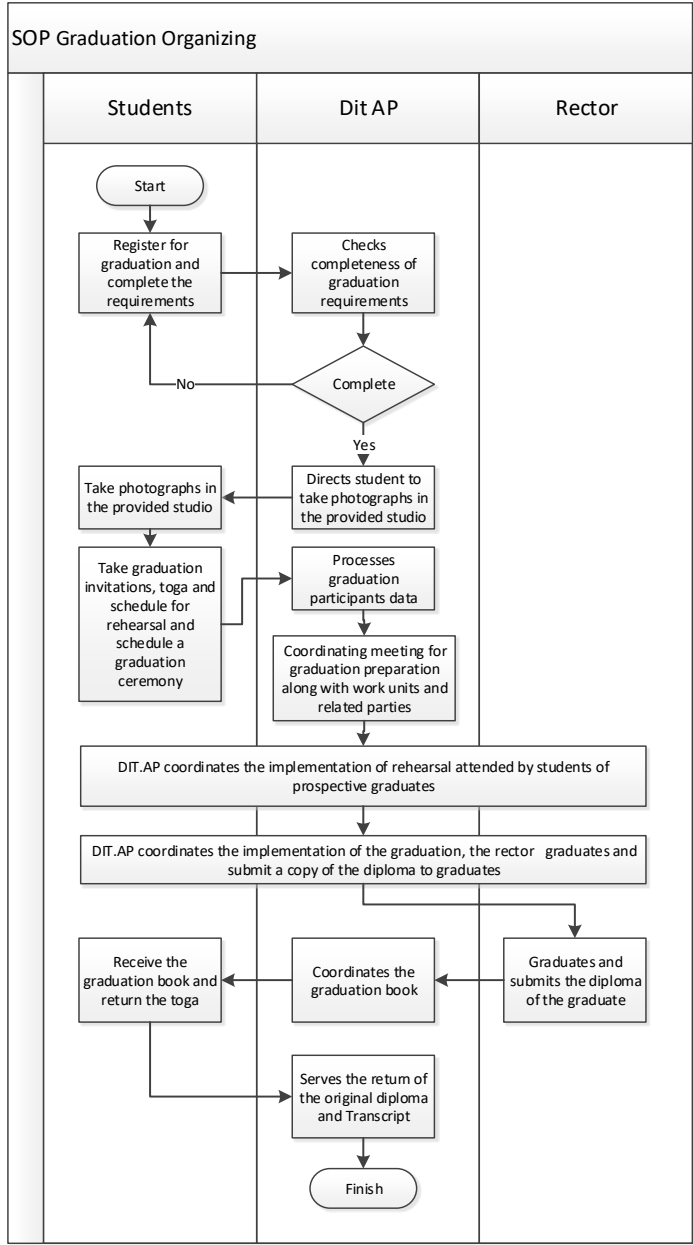 SOP Graduation Organizing
Students
Dit AP
Rector
Start
Register for
graduation and
complete the
requirements
Checks
completeness of
graduation
requirements
Complete
No
Yes
Directs student to
take photographs in
the provided studio
Take photographs in
the provided studio
Take graduation
invitations, toga and
schedule for
rehearsal and
schedule a
graduation
ceremony
Processes
graduation
participants data
Coordinating meeting for
graduation preparation
along with work units and
related parties
DIT.AP coordinates the implementation of rehearsal attended by students of
prospective graduates
DIT.AP coordinates the implementation of the graduation, the rector graduates and
submit a copy of the diploma to graduates
Graduates and
submits the diploma
of the graduate
Coordinates the
graduation book
Receive the
graduation book and
return the toga
Serves the return of
the original diploma
and Transcript
Finish